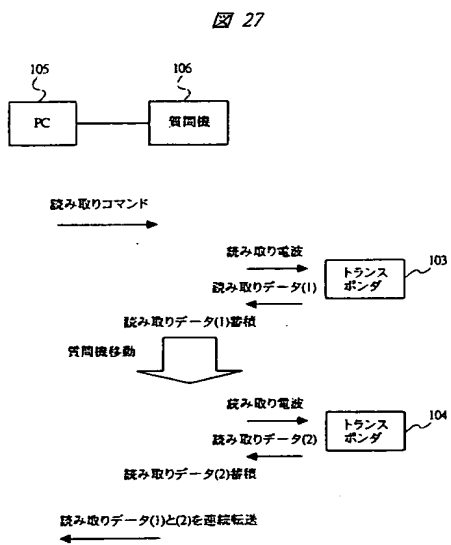 図 27
105
106
PC
質問機
読み取りコマンド
読み取り電波
トランス
ポンダ
103
読み取りデータ(1)
読み取りデータ(1)蓄積
質問機移動
読み取り電波
トランス
ポンダ
104
読み取りデータ(2)
読み取りデータ(2)蓄積
読み取りデータ(1)と(2)を連続転送